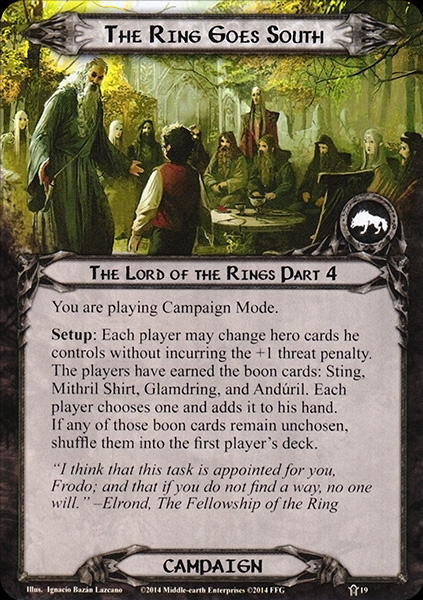 The Ring Goes South
The Lord of the Rings Part 4
You are playing Campaign Mode.
Setup: Each player may change hero cards he
controls without incurring the +1 threat penalty.
The players have earned the boon cards: Sting,
Mithril Shirt, Glamdring, and Andúril. Each
player chooses one and adds it to his hand.
If any of those boon cards remain unchosen,
shuffle them into the first player's deck.
“I think that this task is appointed for you,
Frodo; and that if you do not find a way, no one
will.” –Elrond, The Fellowship of the Ring
CAMPAIGN
Illus. Ignacio Bazán Lazcano ©2014 Middle-earth Enterprises ©2014 FFG 19